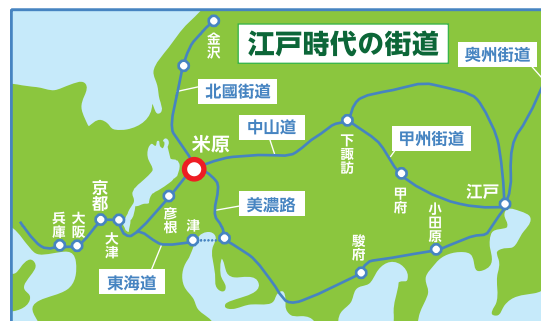 江戸時代の街道
金沢
奥州街道
北國街道
中山道
米原
甲州街道
下諏訪
甲府
江戸
京都
美濃路
小田原
兵庫
大阪
大津
彦根
津
駿府
東海道